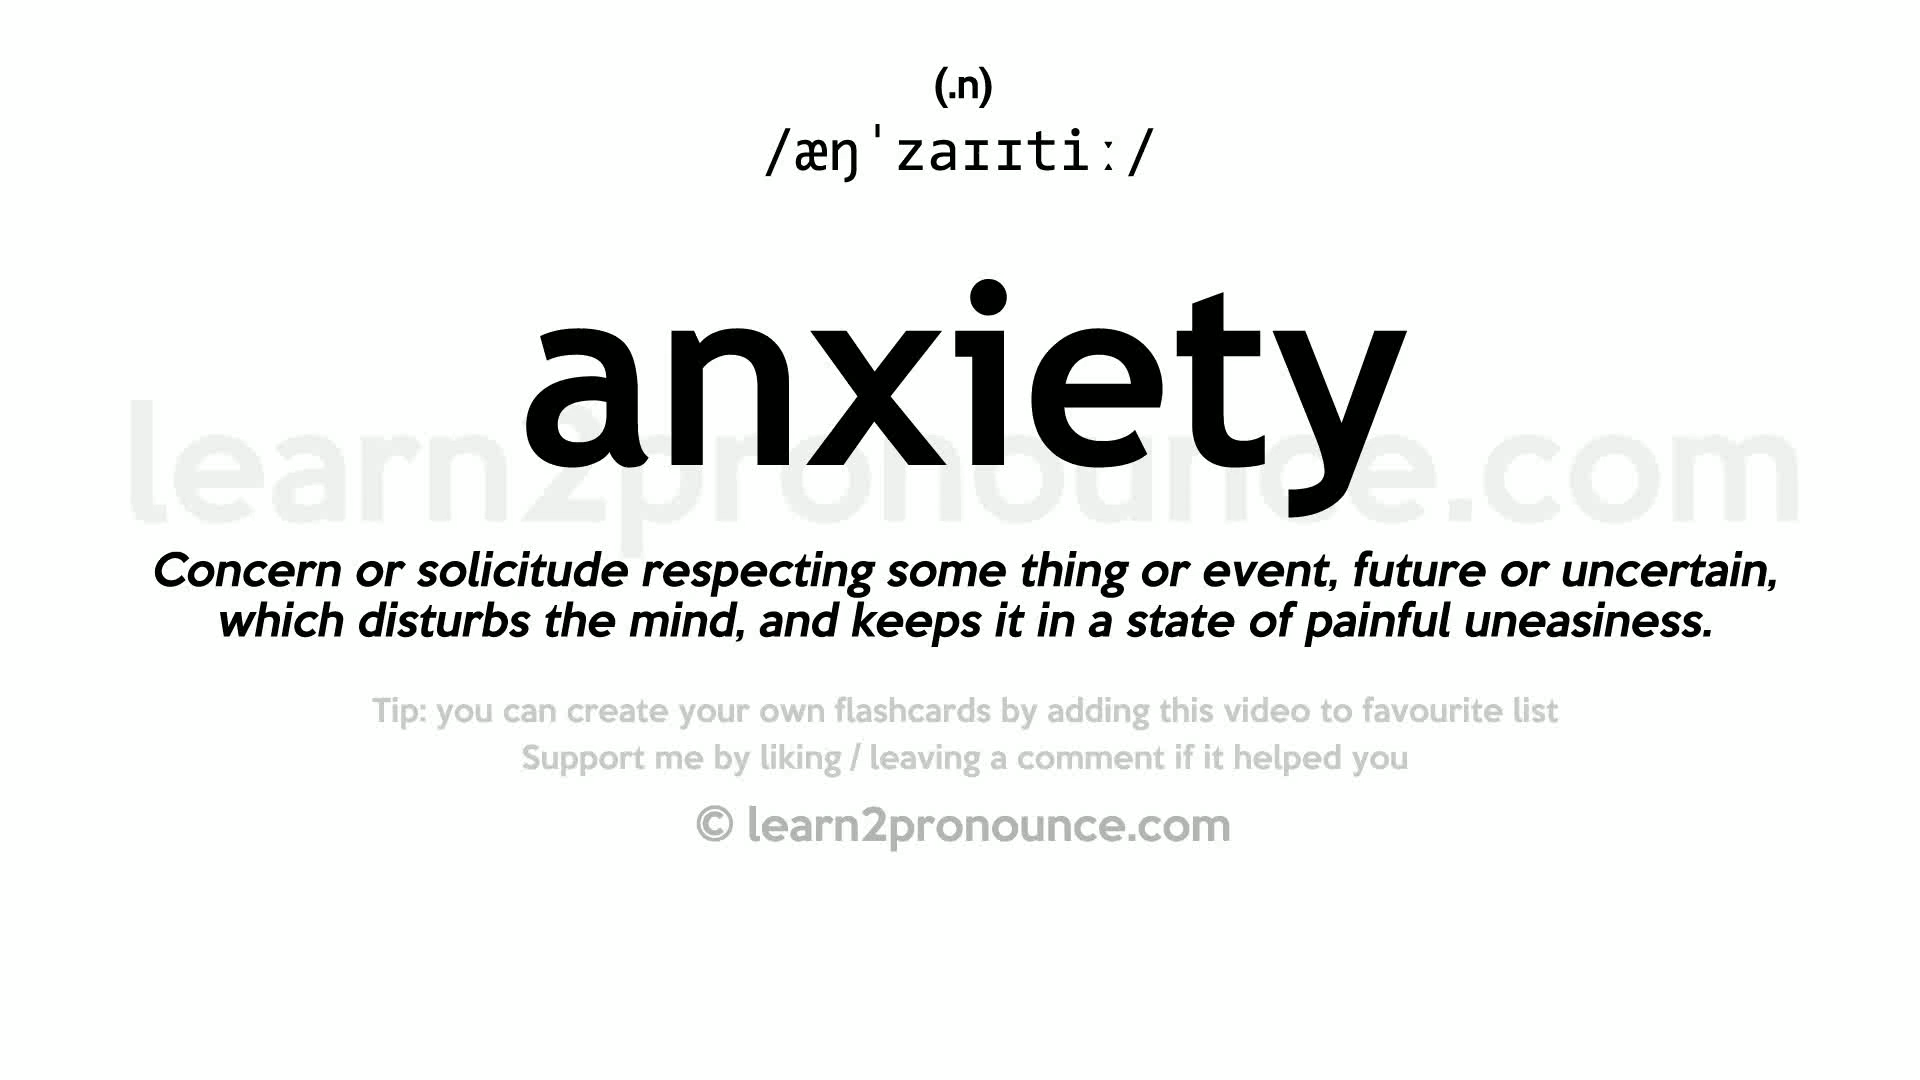 (.n)
/æŋˈzaɪɪtiː/
anxiety
learn2pronounce.com
Concern or solicitude respecting some thing or event, future or uncertain,
which disturbs the mind, and keeps it in a state of painful uneasiness.
Tip: you can create your own flashcards by adding this video to favourite list
Support me by liking / leaving a comment if it helped you
© learn2pronounce.com